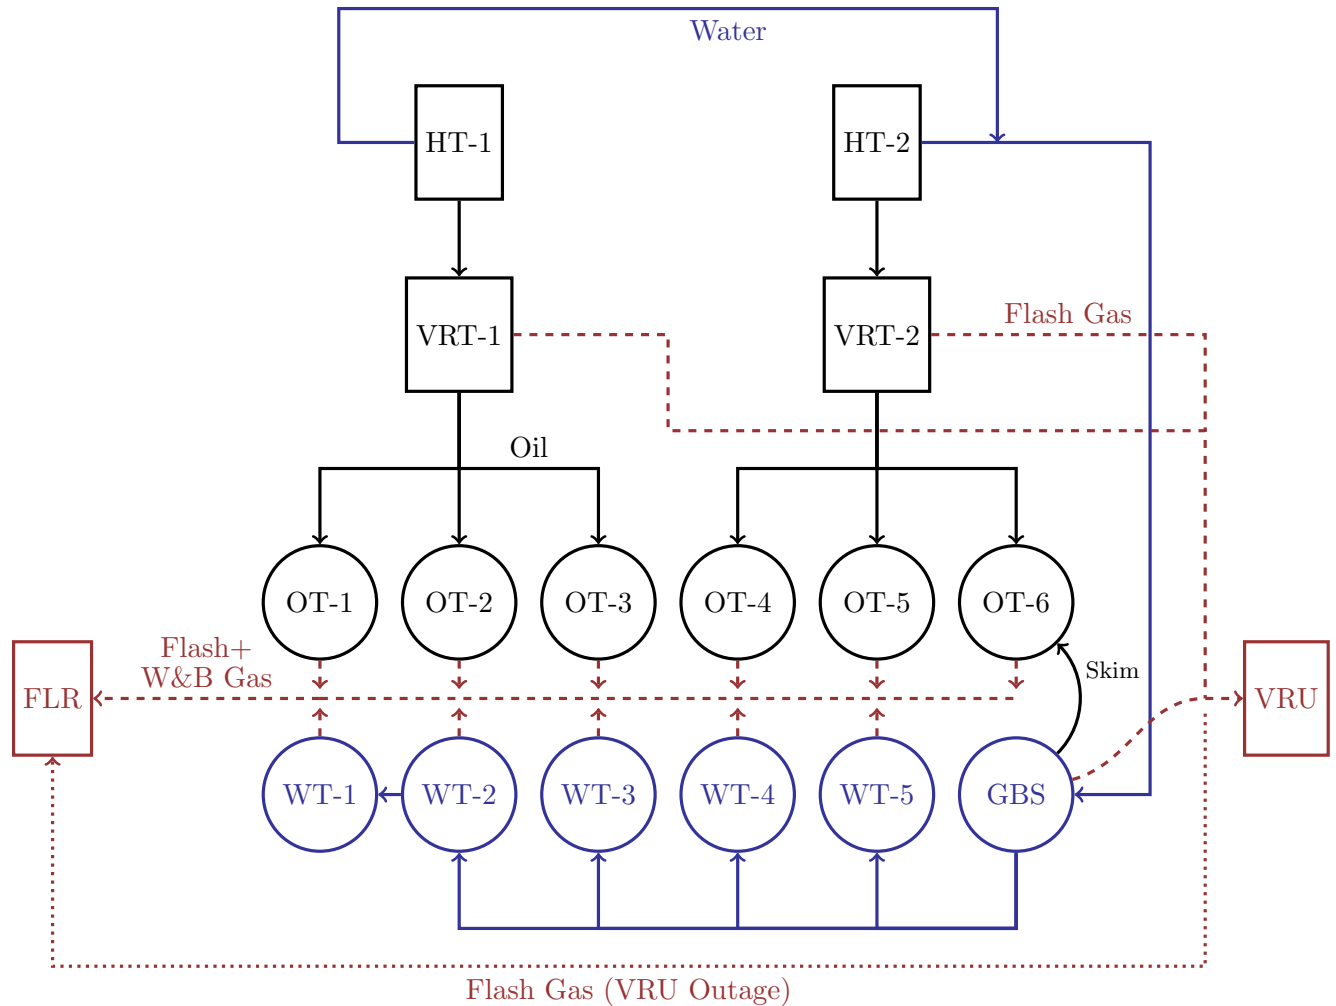 Water
HT-1
HT-2
VRT-1
VRT-2
Flash Gas
Oil
OT-1
OT-2
OT-3
OT-4
OT-5
OT-6
Flash+
W&B Gas
Skim
FLR
VRU
WT-1
WT-2
WT-3
WT-4
WT-5
GBS
Flash Gas (VRU Outage)